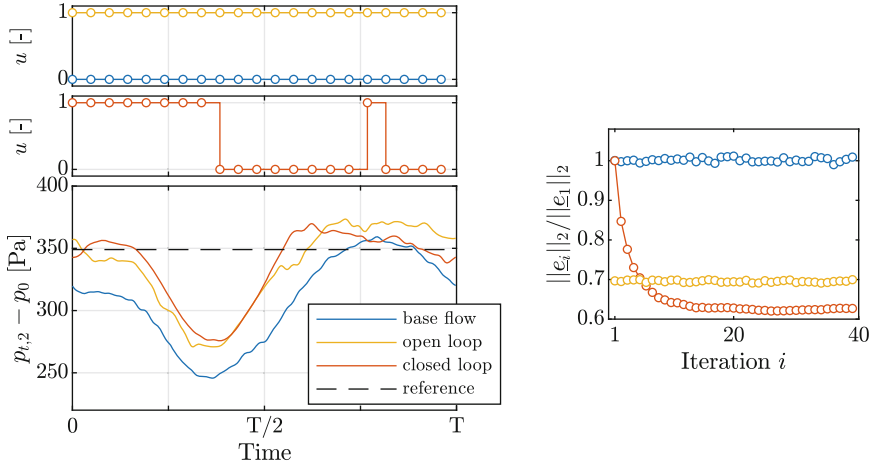 1
0
u [-]
1
0
u [-]
400
350
300
250
p_{t,2} − p_0 [Pa]
base flow
open loop
closed loop
reference
0
T/2
T
Time
1
0.9
0.8
0.7
0.6
||e_i||_2/||e_1||_2
1
20
40
Iteration i